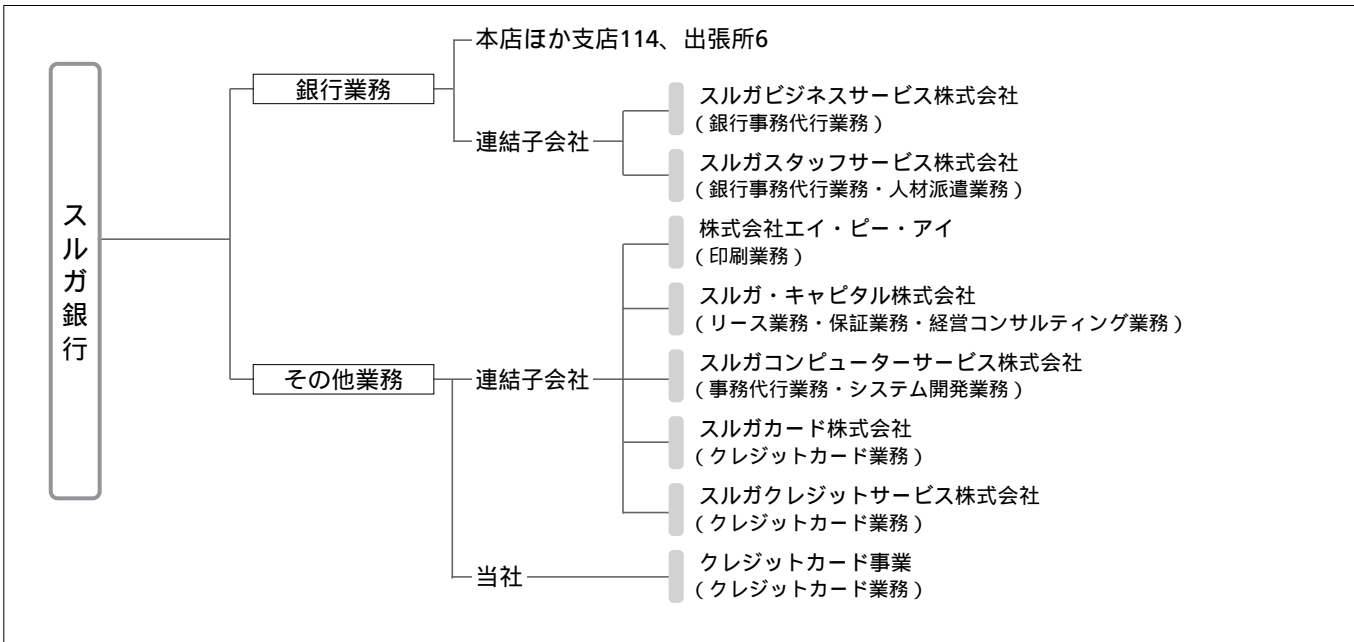 スルガ銀行
銀行業務
本店ほか支店114、出張所6
連結子会社
スルガビジネスサービス株式会社
(銀行事務代行業務)
スルガスタッフサービス株式会社
(銀行事務代行業務・人材派遣業務)
その他業務
連結子会社
株式会社エイ・ピー・アイ
(印刷業務)
スルガ・キャピタル株式会社
(リース業務・保証業務・経営コンサルティング業務)
スルガコンピューターサービス株式会社
(事務代行業務・システム開発業務)
スルガカード株式会社
(クレジットカード業務)
スルガクレジットサービス株式会社
(クレジットカード業務)
当社
クレジットカード事業
(クレジットカード業務)